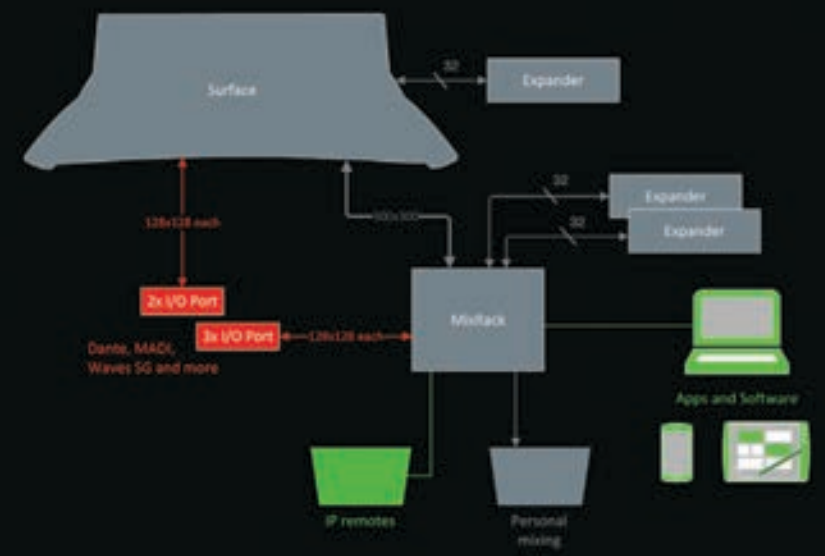 Surface
32
Expander
128x128 each
300x300
32
Expander
32
Expander
2x I/O Port
3x I/O Port
128x128 each
MixRack
Dante, MADI,
Waves SG and more
Apps and Software
IP remotes
Personal
mixing